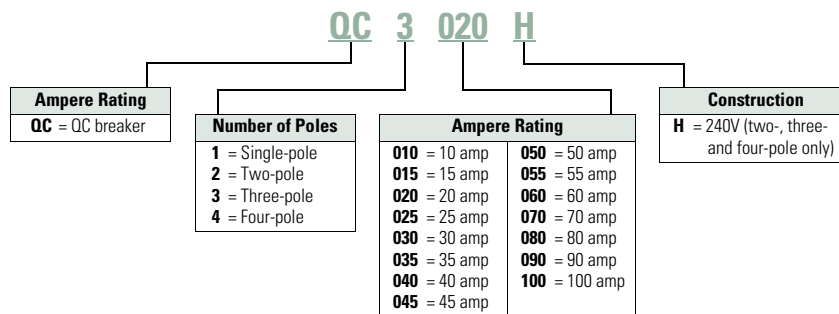 QC 3 020 H
Ampere Rating
QC = QC breaker
Number of Poles
1 = Single-pole
2 = Two-pole
3 = Three-pole
4 = Four-pole
Ampere Rating
010 = 10 amp
015 = 15 amp
020 = 20 amp
025 = 25 amp
030 = 30 amp
035 = 35 amp
040 = 40 amp
045 = 45 amp
050 = 50 amp
055 = 55 amp
060 = 60 amp
070 = 70 amp
080 = 80 amp
090 = 90 amp
100 = 100 amp
Construction
H = 240V (two-, three-
and four-pole only)